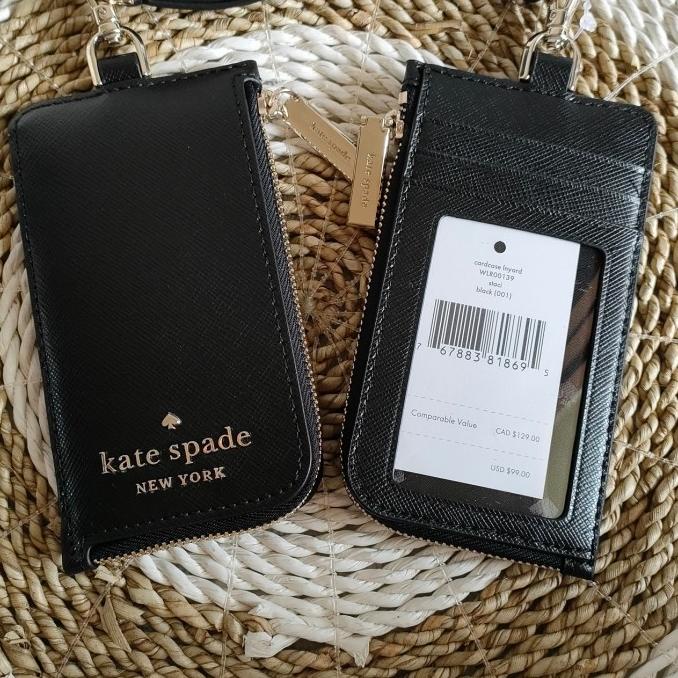 kate spade
NEW YORK
kate spade
kate spade
cardcase lnyard
WLR00139
staci
black (001)
7 67883 81869 5
Comparable Value CAD $129.00
USD $99.00